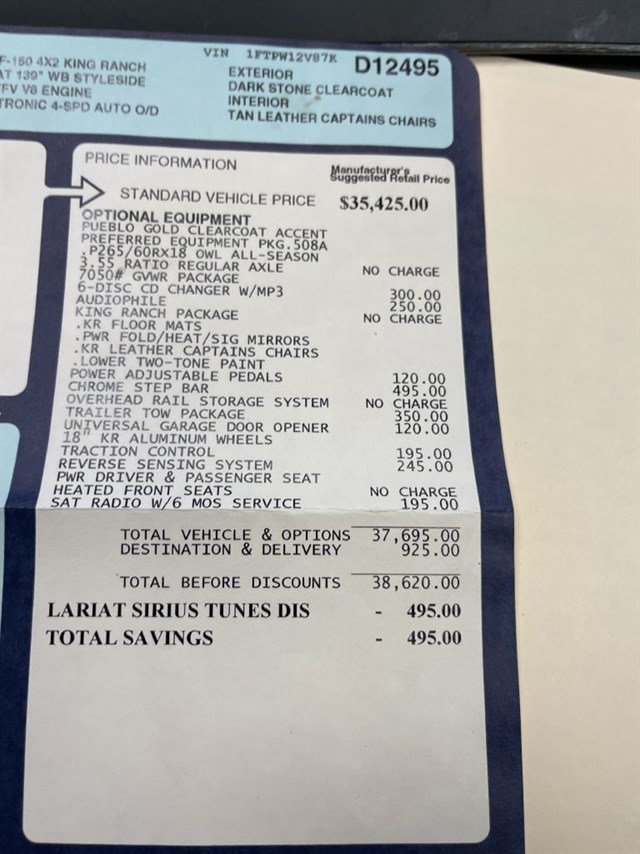 F-150 4X2 KING RANCH
AT 139" WB STYLESIDE
FFV V8 ENGINE
TRONIC 4-SPD AUTO O/D
VIN 1FTPW12V87K
D12495
EXTERIOR
DARK STONE CLEARCOAT
INTERIOR
TAN LEATHER CAPTAINS CHAIRS
PRICE INFORMATION
Manufacturer's
Suggested Retail Price
STANDARD VEHICLE PRICE $35,425.00
OPTIONAL EQUIPMENT
PUEBLO GOLD CLEARCOAT ACCENT
PREFERRED EQUIPMENT PKG.508A
.P265/60RX18 OWL ALL-SEASON
3.55 RATIO REGULAR AXLE NO CHARGE
7050# GVWR PACKAGE
6-DISC CD CHANGER W/MP3 300.00
AUDIOPHILE 250.00
KING RANCH PACKAGE NO CHARGE
.KR FLOOR MATS
.PWR FOLD/HEAT/SIG MIRRORS
.KR LEATHER CAPTAINS CHAIRS
.LOWER TWO-TONE PAINT
POWER ADJUSTABLE PEDALS 120.00
CHROME STEP BAR 495.00
OVERHEAD RAIL STORAGE SYSTEM NO CHARGE
TRAILER TOW PACKAGE 350.00
UNIVERSAL GARAGE DOOR OPENER 120.00
18" KR ALUMINUM WHEELS
TRACTION CONTROL 195.00
REVERSE SENSING SYSTEM 245.00
PWR DRIVER & PASSENGER SEAT
HEATED FRONT SEATS NO CHARGE
SAT RADIO W/6 MOS SERVICE 195.00
TOTAL VEHICLE & OPTIONS 37,695.00
DESTINATION & DELIVERY 925.00
TOTAL BEFORE DISCOUNTS 38,620.00
LARIAT SIRIUS TUNES DIS - 495.00
TOTAL SAVINGS - 495.00